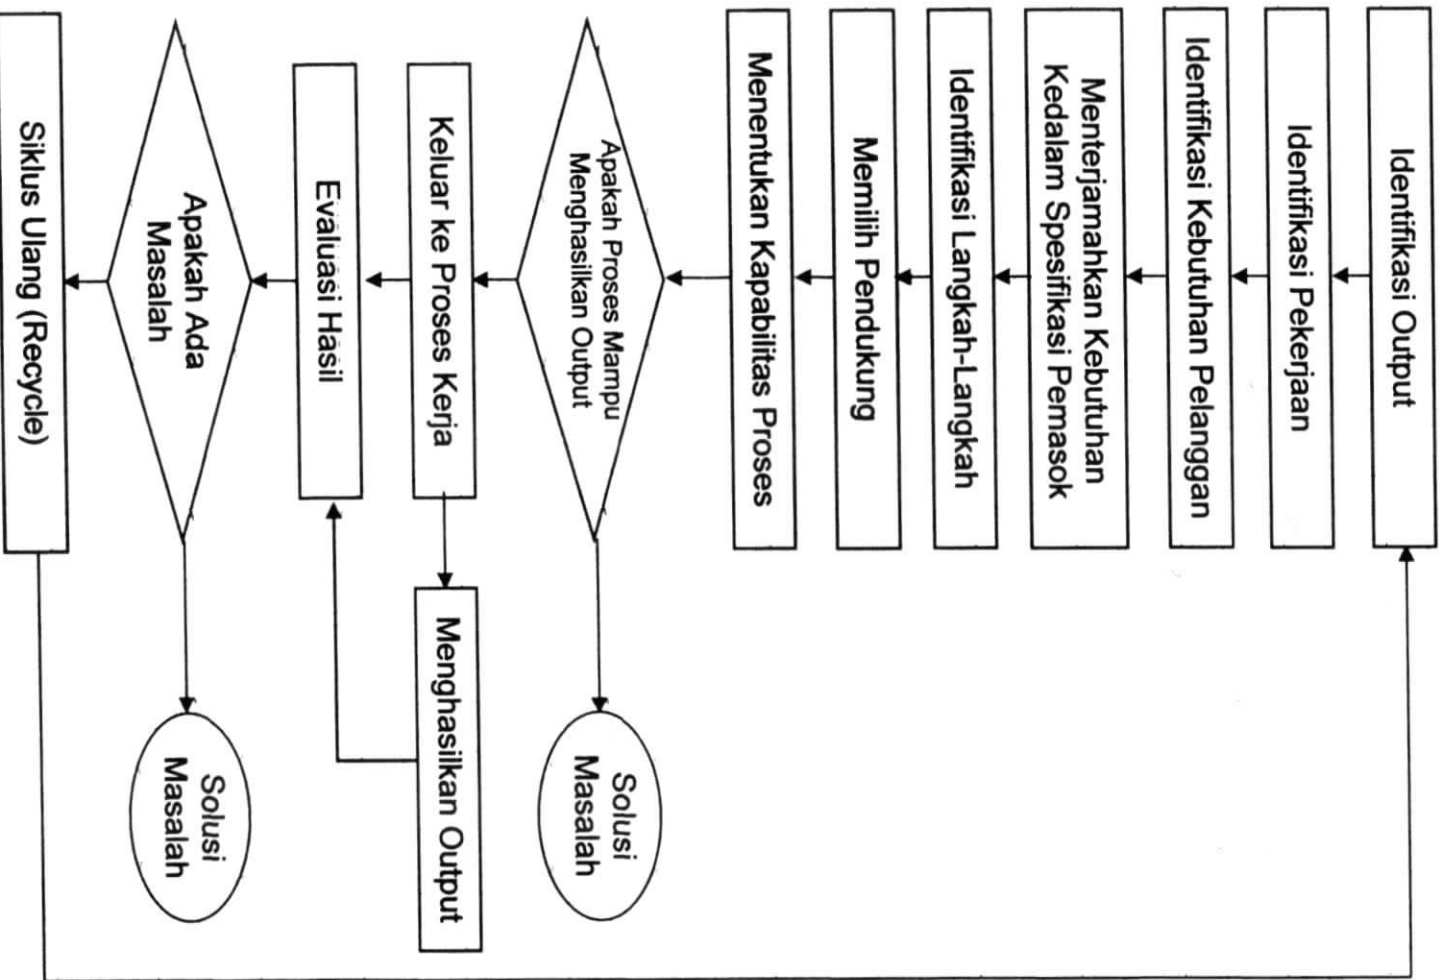 Identifikasi Output
Identifikasi Pekerjaan
Identifikasi Kebutuhan Pelanggan
Menterjamahkan Kebutuhan
Kedalam Spesifikasi Pemasok
Identifikasi Langkah-Langkah
Memilih Pendukung
Menentukan Kapabilitas Proses
Apakah Proses Mampu
Menghasilkan Output
Solusi
Masalah
Keluar ke Proses Kerja
Menghasilkan Output
Evaluasi Hasil
Apakah Ada
Masalah
Solusi
Masalah
Siklus Ulang (Recycle)